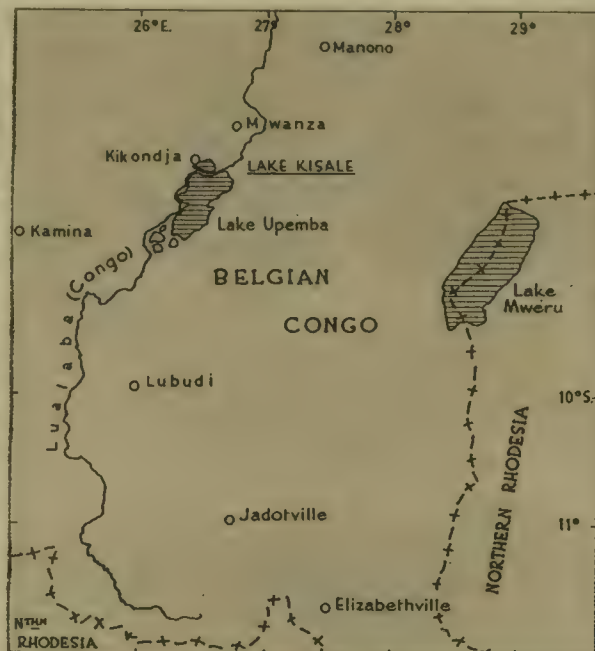 26°E.
27°
28°
29°
Manono
Mwanza
Kikondja
LAKE KISALE
Kamina
Lake Upemba
Lualaba (Congo)
BELGIAN
CONGO
Lake
Mweru
Lubudi
10°S.
NORTHERN RHODESIA
Jadotville
11°
Elizabethville
NTHN
RHODESIA